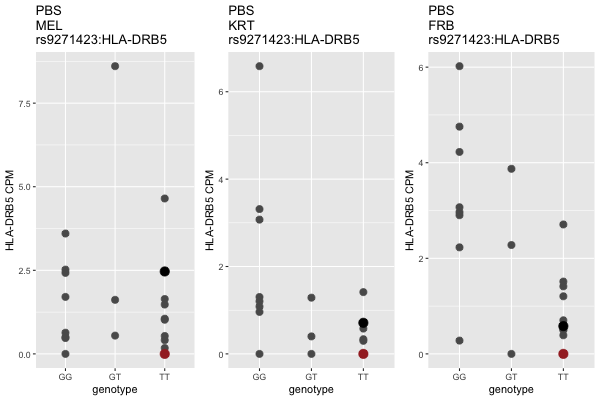 PBS
MEL
rs9271423:HLA-DRB5
HLA-DRB5 CPM
7.5
5.0
2.5
0.0
GG
GT
TT
genotype
PBS
KRT
rs9271423:HLA-DRB5
HLA-DRB5 CPM
6
4
2
0
GG
GT
TT
genotype
PBS
FRB
rs9271423:HLA-DRB5
HLA-DRB5 CPM
6
4
2
0
GG
GT
TT
genotype